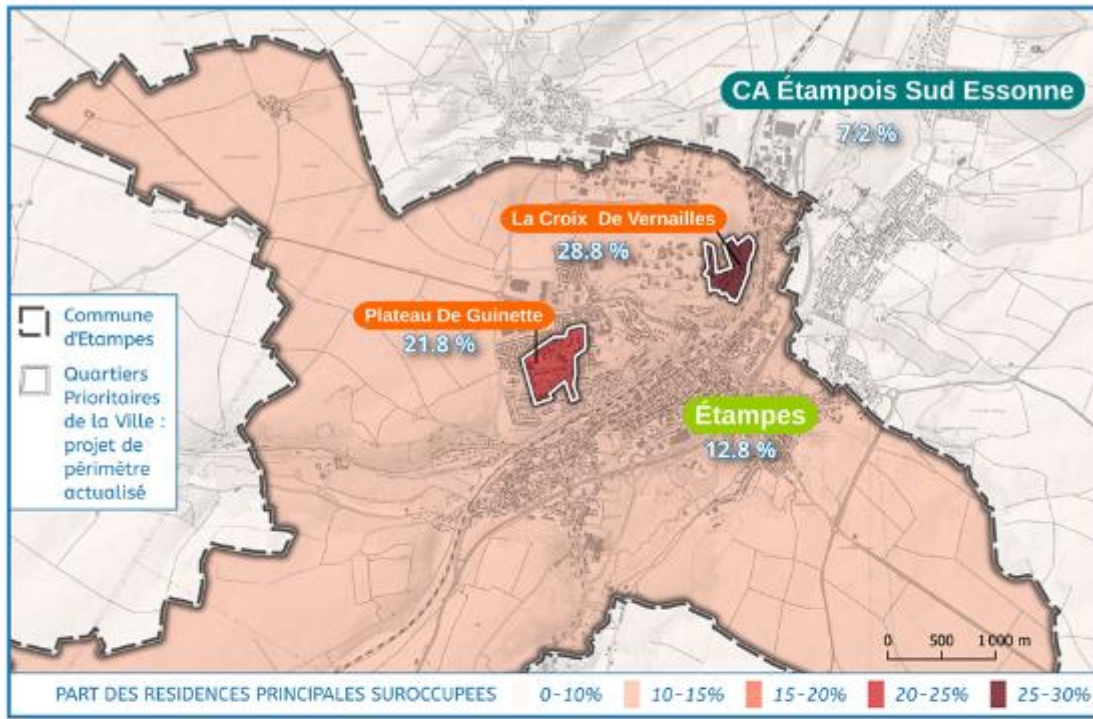 CA Étampois Sud Essonne
7.2 %
La Croix De Vernailles
28.8 %
Plateau De Guinette
21.8 %
Étampes
12.8 %
Commune
d'Etampes
Quartiers
Prioritaires
de la Ville :
projet de
périmètre
actualisé
0 500 1 000 m
PART DES RESIDENCES PRINCIPALES SUROCCUPEES 0-10% 10-15% 15-20% 20-25% 25-30%